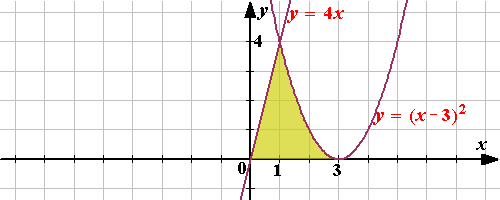 y
y = 4x
4
y = (x - 3)²
x
0
1
3